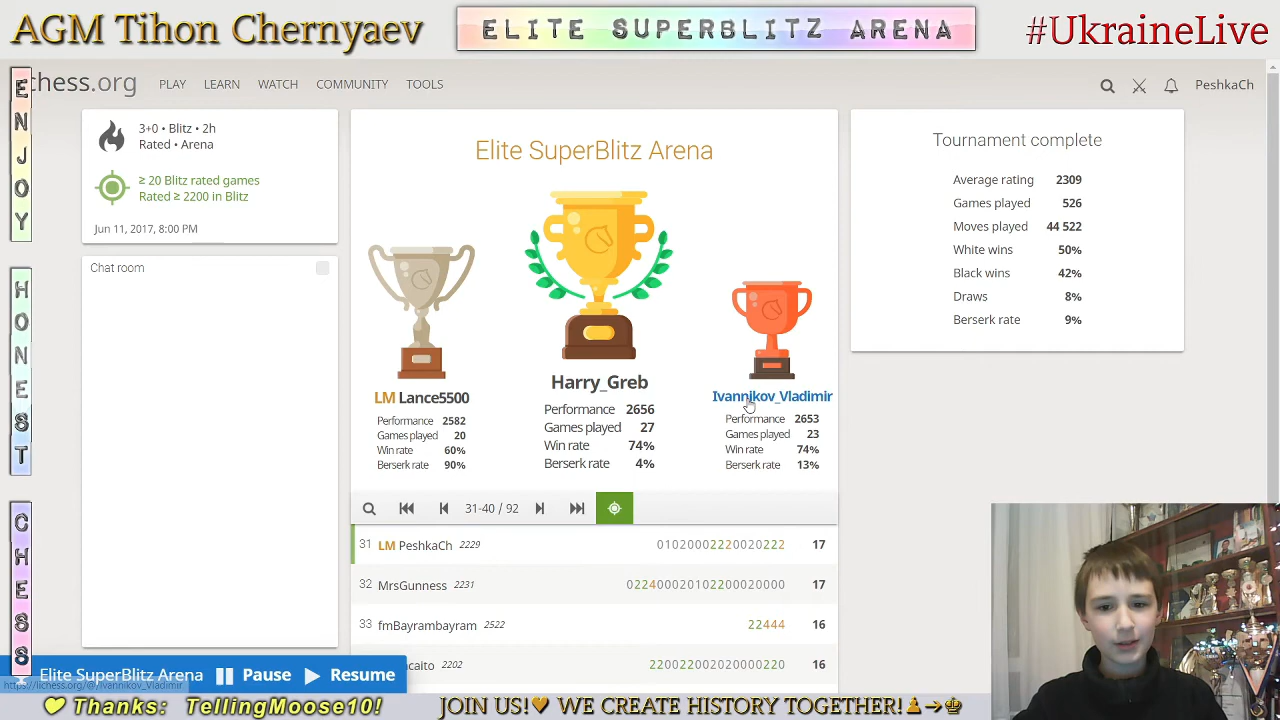 AGM Tihon Chernyaev
ELITE SUPERBLITZ ARENA
#UkraineLive
ENJOY
HONEST
CHESS
chess.org
PLAY LEARN WATCH COMMUNITY TOOLS
PeshkaCh
3+0 • Blitz • 2h
Rated • Arena
≥ 20 Blitz rated games
Rated ≥ 2200 in Blitz
Jun 11, 2017, 8:00 PM
Chat room
Elite SuperBlitz Arena
LM Lance5500
Performance 2582
Games played 20
Win rate 60%
Berserk rate 90%
Harry_Greb
Performance 2656
Games played 27
Win rate 74%
Berserk rate 4%
Ivannikov_Vladimir
Performance 2653
Games played 23
Win rate 74%
Berserk rate 13%
31-40 / 92
31 LM PeshkaCh 2229 01020002220020222 17
32 MrsGunness 2231 022400020102200020000 17
33 fmBayrambayram 2522 22444 16
caito 2202 2200220020200000220 16
Tournament complete
Average rating 2309
Games played 526
Moves played 44 522
White wins 50%
Black wins 42%
Draws 8%
Berserk rate 9%
Elite SuperBlitz Arena Pause Resume
https://lichess.org/@/Ivannikov_Vladimir
Thanks: TellingMoose10!
JOIN US! WE CREATE HISTORY TOGETHER!